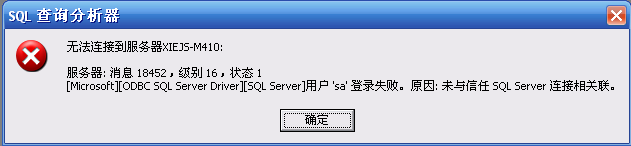 SQL 查询分析器
无法连接到服务器XIEJS-M410:
服务器: 消息 18452，级别 16，状态 1
[Microsoft][ODBC SQL Server Driver][SQL Server]用户 'sa' 登录失败。原因: 未与信任 SQL Server 连接相关联。
确定